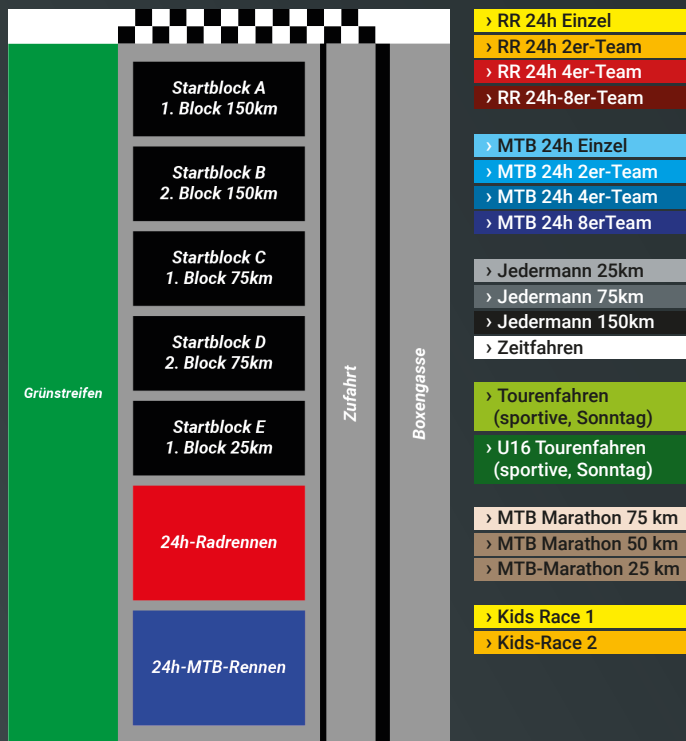 Startblock A
1. Block 150km
Startblock B
2. Block 150km
Startblock C
1. Block 75km
Startblock D
2. Block 75km
Startblock E
1. Block 25km
24h-Radrennen
24h-MTB-Rennen
Grünstreifen
Zufahrt
Boxengasse
› RR 24h Einzel
› RR 24h 2er-Team
› RR 24h 4er-Team
› RR 24h-8er-Team
› MTB 24h Einzel
› MTB 24h 2er-Team
› MTB 24h 4er-Team
› MTB 24h 8erTeam
› Jedermann 25km
› Jedermann 75km
› Jedermann 150km
› Zeitfahren
› Tourenfahren
(sportive, Sonntag)
› U16 Tourenfahren
(sportive, Sonntag)
› MTB Marathon 75 km
› MTB Marathon 50 km
› MTB-Marathon 25 km
› Kids Race 1
› Kids-Race 2